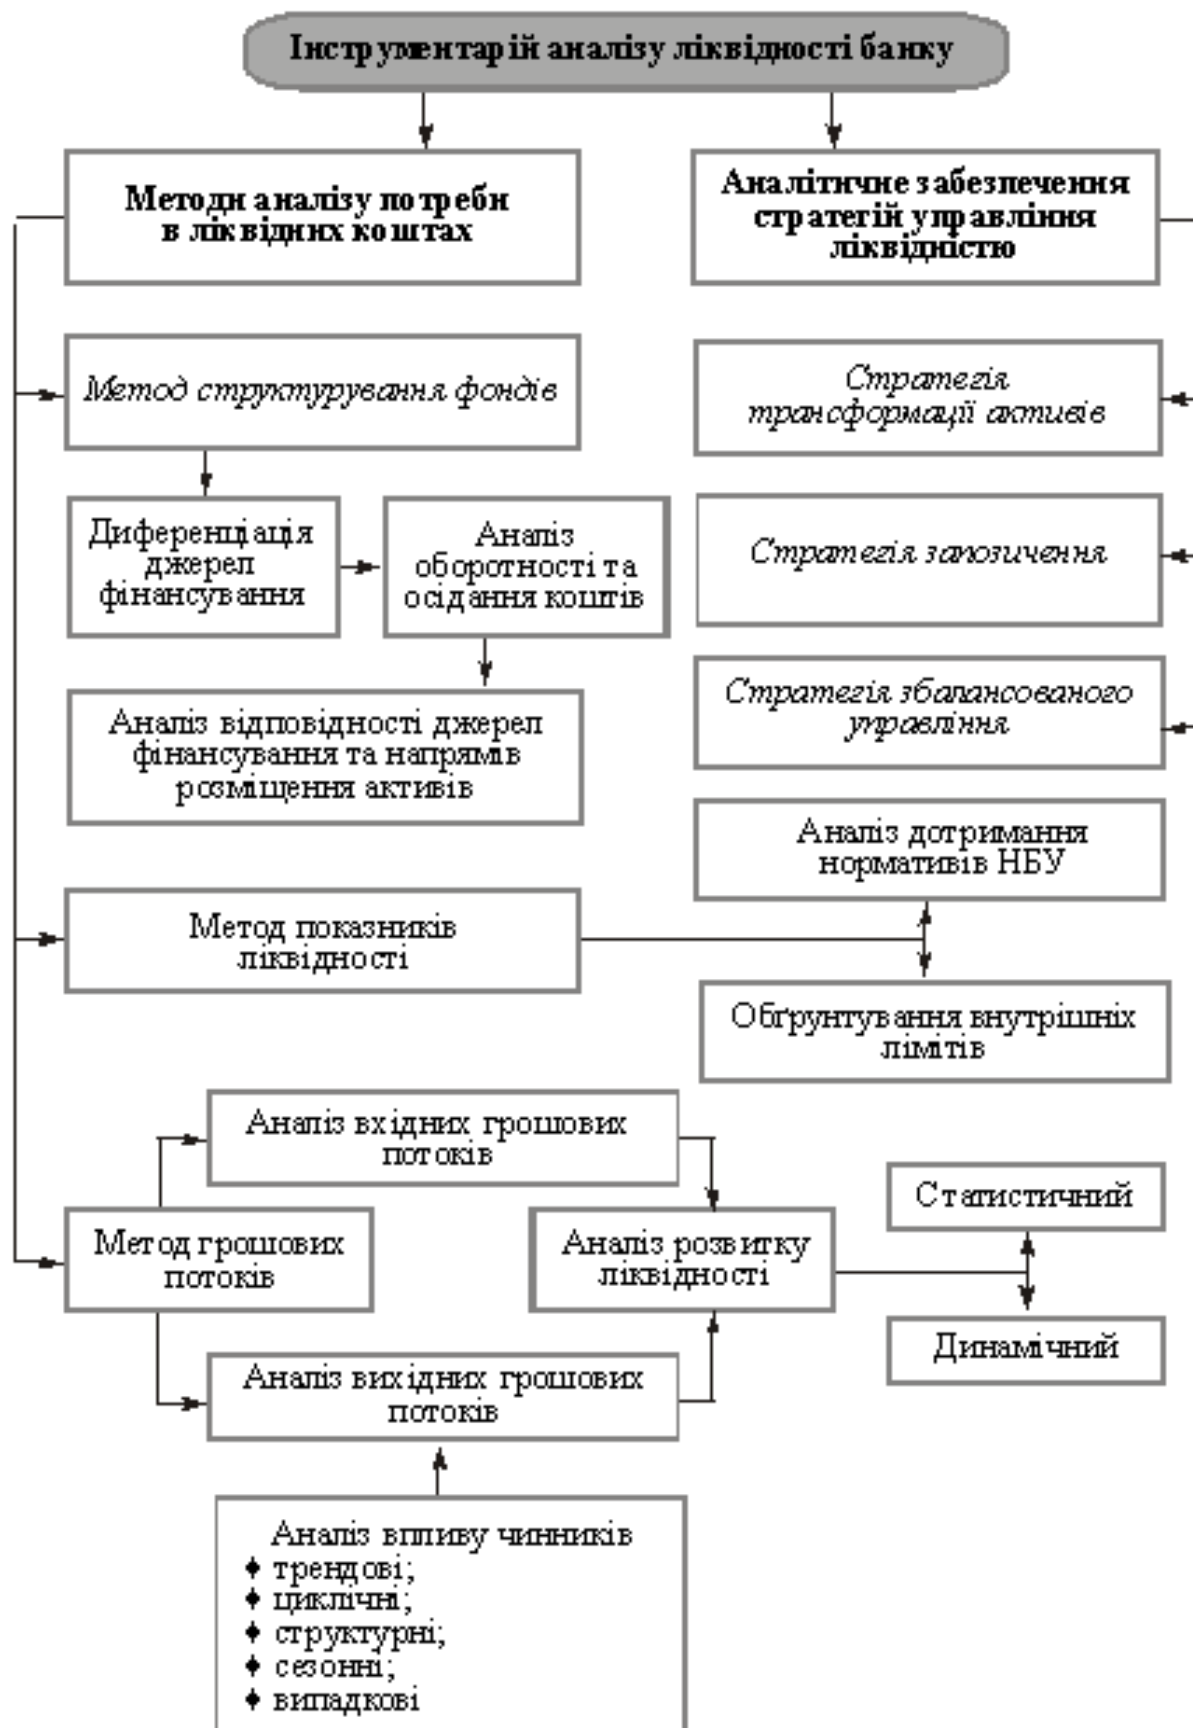 Інструментарій аналізу ліквідності банку
Методи аналізу потреби
в ліквідних коштах
Аналітичне забезпечення
стратегій управління
ліквідністю
Метод структурування фондів
Стратегія
трансформації активів
Диференціація
джерел
фінансування
Аналіз
оборотності та
осідання коштів
Стратегія запозичення
Аналіз відповідності джерел
фінансування та напрямів
розміщення активів
Стратегія збалансованого
управління
Аналіз дотримання
нормативів НБУ
Метод показників
ліквідності
Обґрунтування внутрішніх
лімітів
Аналіз вхідних грошових
потоків
Метод грошових
потоків
Аналіз розвитку
ліквідності
Статистичний
Динамічний
Аналіз вихідних грошових
потоків
Аналіз впливу чинників
♦ трендові;
♦ циклічні;
♦ структурні;
♦ сезонні;
♦ випадкові